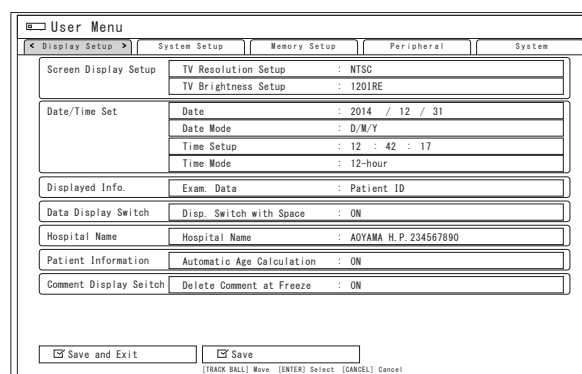 User Menu
< Display Setup > System Setup Memory Setup Peripheral System
Screen Display Setup TV Resolution Setup : NTSC
TV Brightness Setup : 120IRE
Date/Time Set Date : 2014 / 12 / 31
Date Mode : D/M/Y
Time Setup : 12 : 42 : 17
Time Mode : 12-hour
Displayed Info. Exam. Data : Patient ID
Data Display Switch Disp. Switch with Space : ON
Hospital Name Hospital Name : AOYAMA H.P.234567890
Patient Information Automatic Age Calculation : ON
Comment Display Seitch Delete Comment at Freeze : ON
Save and Exit Save
[TRACK BALL] Move [ENTER] Select [CANCEL] Cancel